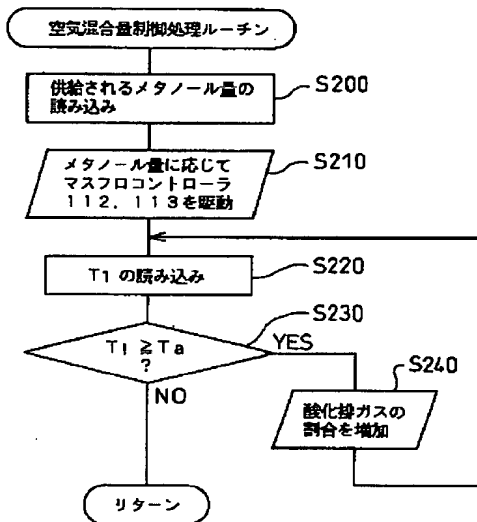 空気混合量制御処理ルーチン
供給されるメタノール量の
読み込み
S200
メタノール量に応じて
マスフロコントローラ
112,113を駆動
S210
T1の読み込み
S220
S230
T1≧Ta
?
YES
NO
S240
酸化排ガスの
割合を増加
リターン